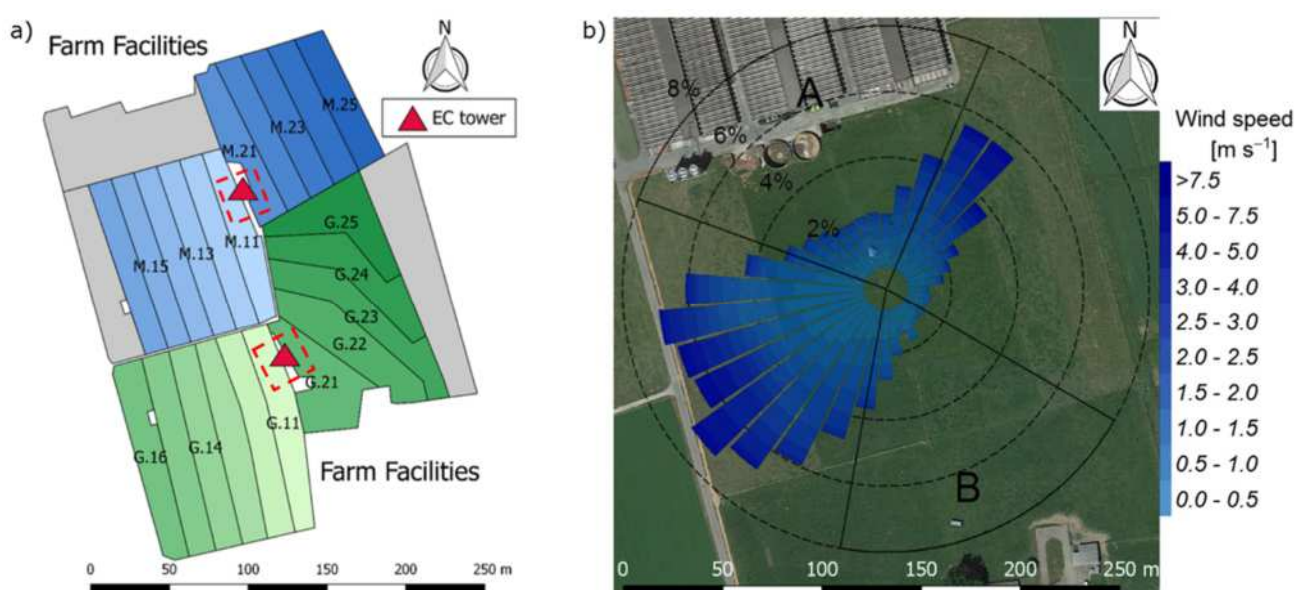 a)
Farm Facilities
N
EC tower
M.25
M.23
M.21
M.15
M.13
M.11
G.25
G.24
G.23
G.22
G.21
G.16
G.14
G.11
Farm Facilities
0 50 100 150 200 250 m
b)
N
8%
A
6%
4%
2%
B
0 50 100 150 200 250 m
Wind speed
[m s⁻¹]
>7.5
5.0 - 7.5
4.0 - 5.0
3.0 - 4.0
2.5 - 3.0
2.0 - 2.5
1.5 - 2.0
1.0 - 1.5
0.5 - 1.0
0.0 - 0.5